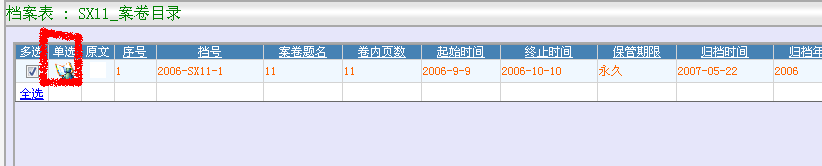 档案表 : SX11_案卷目录
多选 单选 原文 序号 档号 案卷题名 卷内页数 起始时间 终止时间 保管期限 归档时间 归档年
1 2006-SX11-1 11 11 2006-9-9 2006-10-10 永久 2007-05-22 2006
全选